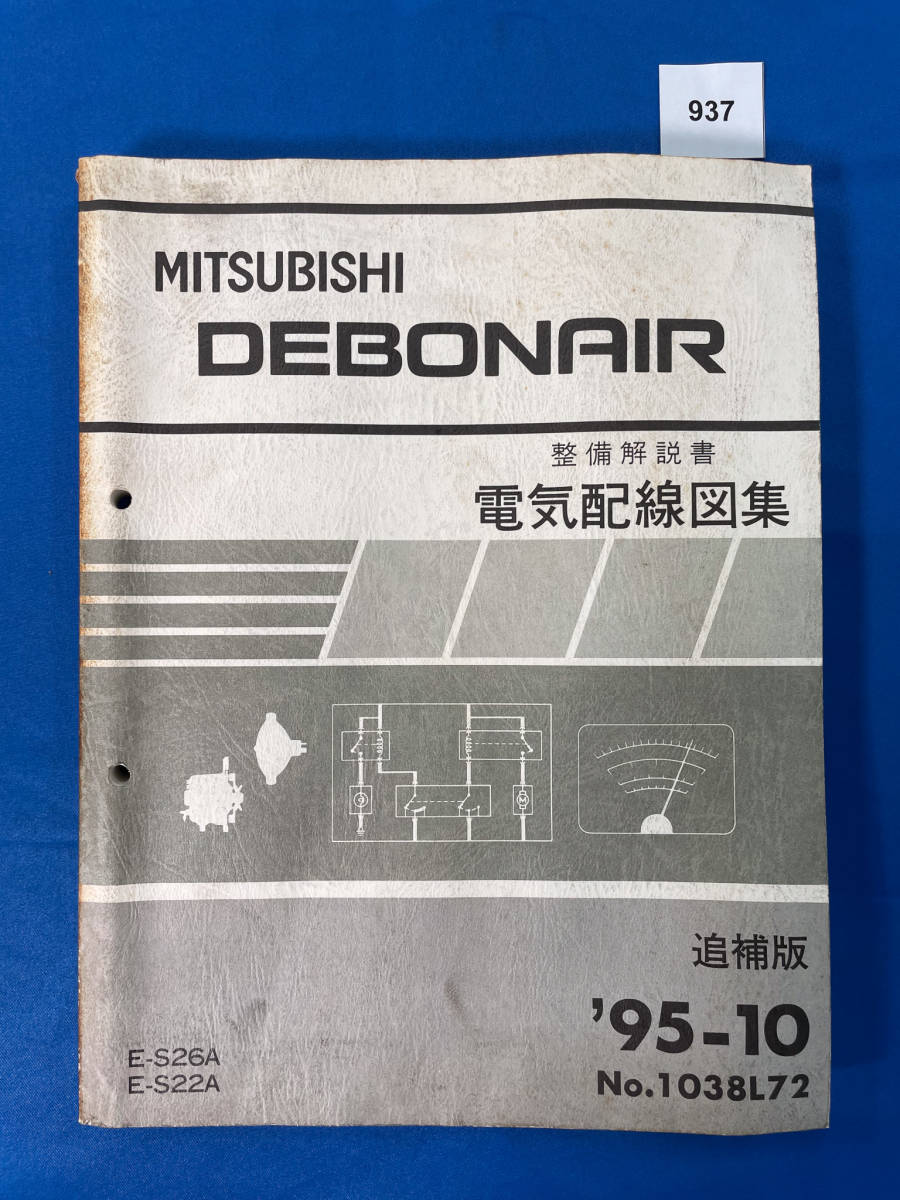 937
MITSUBISHI
DEBONAIR
整備解説書
電気配線図集
M
追補版
'95-10
No.1038L72
E-S26A
E-S22A